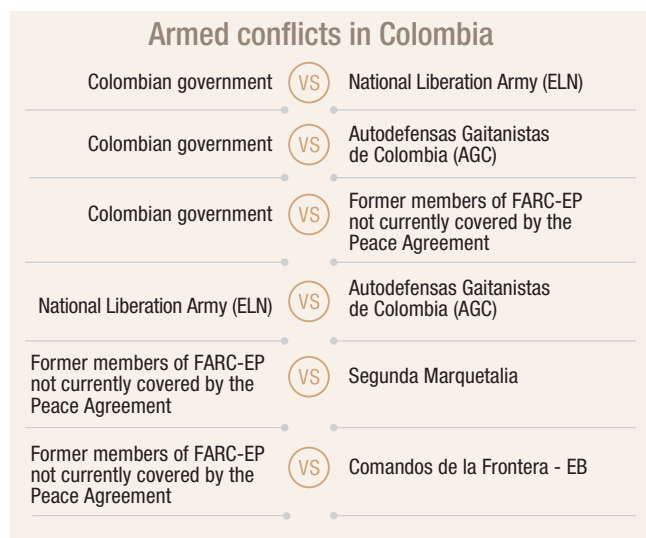 Armed conflicts in Colombia
Colombian government VS National Liberation Army (ELN)
Colombian government VS Autodefensas Gaitanistas
de Colombia (AGC)
Colombian government VS Former members of FARC-EP
not currently covered by the
Peace Agreement
National Liberation Army (ELN) VS Autodefensas Gaitanistas
de Colombia (AGC)
Former members of FARC-EP
not currently covered by the
Peace Agreement
VS
Segunda Marquetalia
Former members of FARC-EP
not currently covered by the
Peace Agreement
VS
Comandos de la Frontera - EB